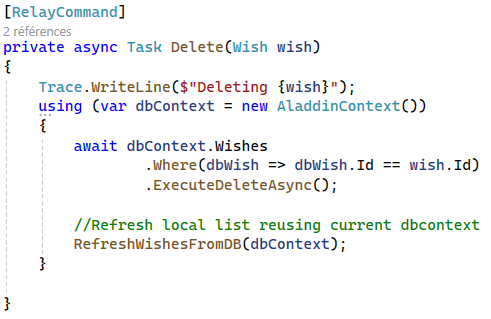 [RelayCommand]
2 références
private async Task Delete(Wish wish)
{
    Trace.WriteLine($"Deleting {wish}");
    using (var dbContext = new AladdinContext())
    {
        await dbContext.Wishes
                .Where(dbWish => dbWish.Id == wish.Id)
                .ExecuteDeleteAsync();

        //Refresh local list reusing current dbcontext
        RefreshWishesFromDB(dbContext);
    }

}